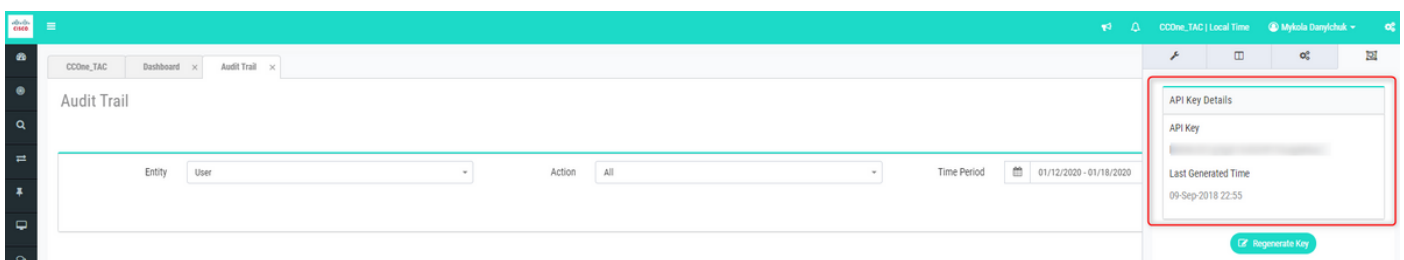 CISCO
CCOne_TAC | Local Time Mykola Danylchuk
CCOne_TAC Dashboard × Audit Trail ×
Audit Trail
Entity User Action All Time Period 01/12/2020 - 01/18/2020
API Key Details
API Key
Last Generated Time
09-Sep-2018 22:55
Regenerate Key